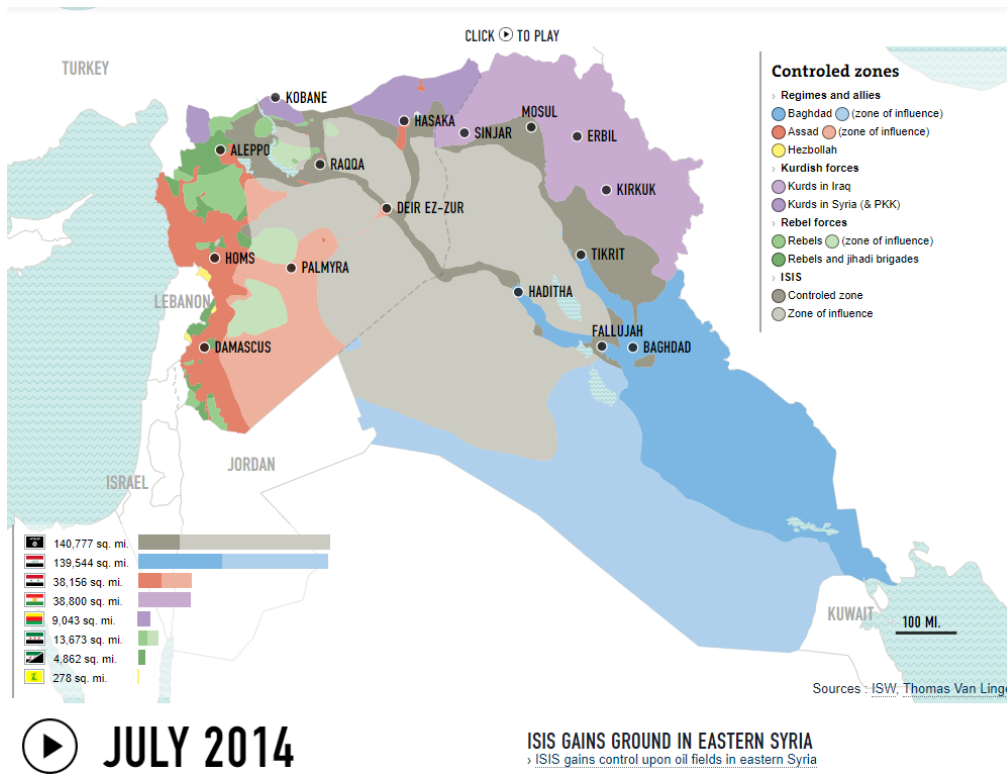 CLICK TO PLAY
TURKEY
KOBANE
HASAKA
SINJAR
MOSUL
ERBIL
ALEPPO
RAQQA
KIRKUK
DEIR EZ-ZUR
HOMS
PALMYRA
TIKRIT
LEBANON
HADITHA
FALLUJAH
DAMASCUS
BAGHDAD
JORDAN
ISRAEL
KUWAIT
100 MI.
Controled zones
› Regimes and allies
Baghdad (zone of influence)
Assad (zone of influence)
Hezbollah
› Kurdish forces
Kurds in Iraq
Kurds in Syria (& PKK)
› Rebel forces
Rebels (zone of influence)
Rebels and jihadi brigades
› ISIS
Controled zone
Zone of influence
140,777 sq. mi.
139,544 sq. mi.
38,156 sq. mi.
38,800 sq. mi.
9,043 sq. mi.
13,673 sq. mi.
4,862 sq. mi.
278 sq. mi.
Sources : ISW, Thomas Van Linge
JULY 2014
ISIS GAINS GROUND IN EASTERN SYRIA
› ISIS gains control upon oil fields in eastern Syria